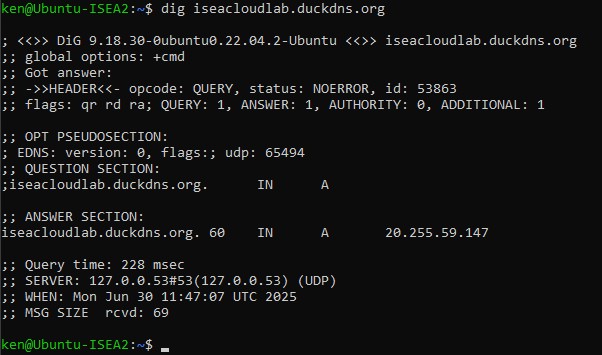 ken@Ubuntu-ISEA2:~$ dig iseacloudlab.duckdns.org
; <<>> DiG 9.18.30-0ubuntu0.22.04.2-Ubuntu <<>> iseacloudlab.duckdns.org
;; global options: +cmd
;; Got answer:
;; ->>HEADER<<- opcode: QUERY, status: NOERROR, id: 53863
;; flags: qr rd ra; QUERY: 1, ANSWER: 1, AUTHORITY: 0, ADDITIONAL: 1
;; OPT PSEUDOSECTION:
; EDNS: version: 0, flags:; udp: 65494
;; QUESTION SECTION:
;iseacloudlab.duckdns.org. IN A
;; ANSWER SECTION:
iseacloudlab.duckdns.org. 60 IN A 20.255.59.147
;; Query time: 228 msec
;; SERVER: 127.0.0.53#53(127.0.0.53) (UDP)
;; WHEN: Mon Jun 30 11:47:07 UTC 2025
;; MSG SIZE rcvd: 69
ken@Ubuntu-ISEA2:~$